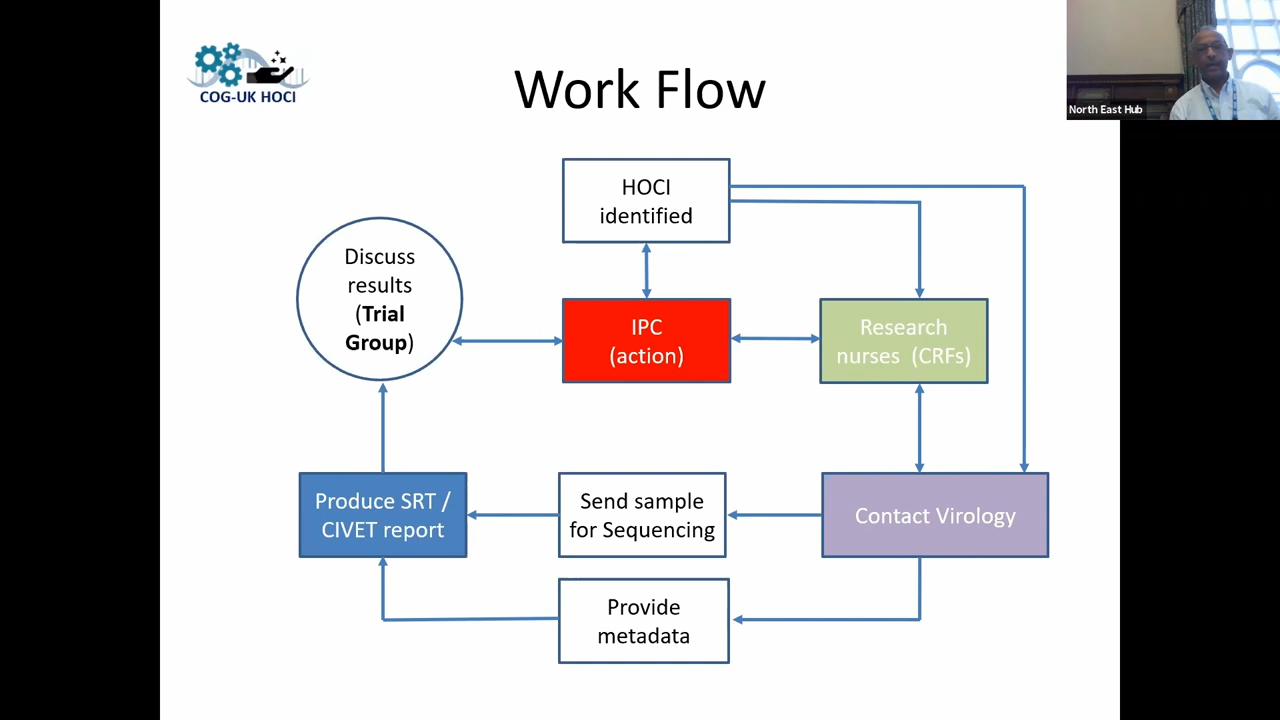 COG-UK HOCI
Work Flow
North East Hub
HOCI
identified
Discuss
results
(Trial
Group)
IPC
(action)
Research
nurses (CRFs)
Produce SRT /
CIVET report
Send sample
for Sequencing
Contact Virology
Provide
metadata